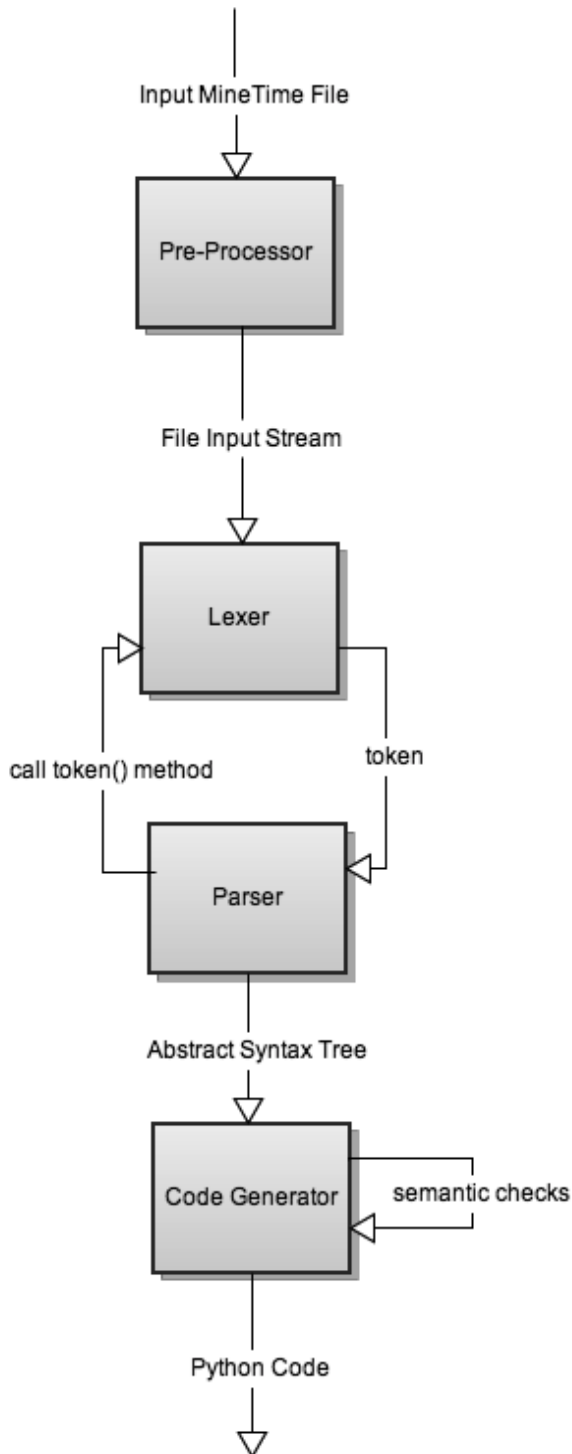 Input MineTime File
Pre-Processor
File Input Stream
Lexer
call token() method
token
Parser
Abstract Syntax Tree
Code Generator
semantic checks
Python Code